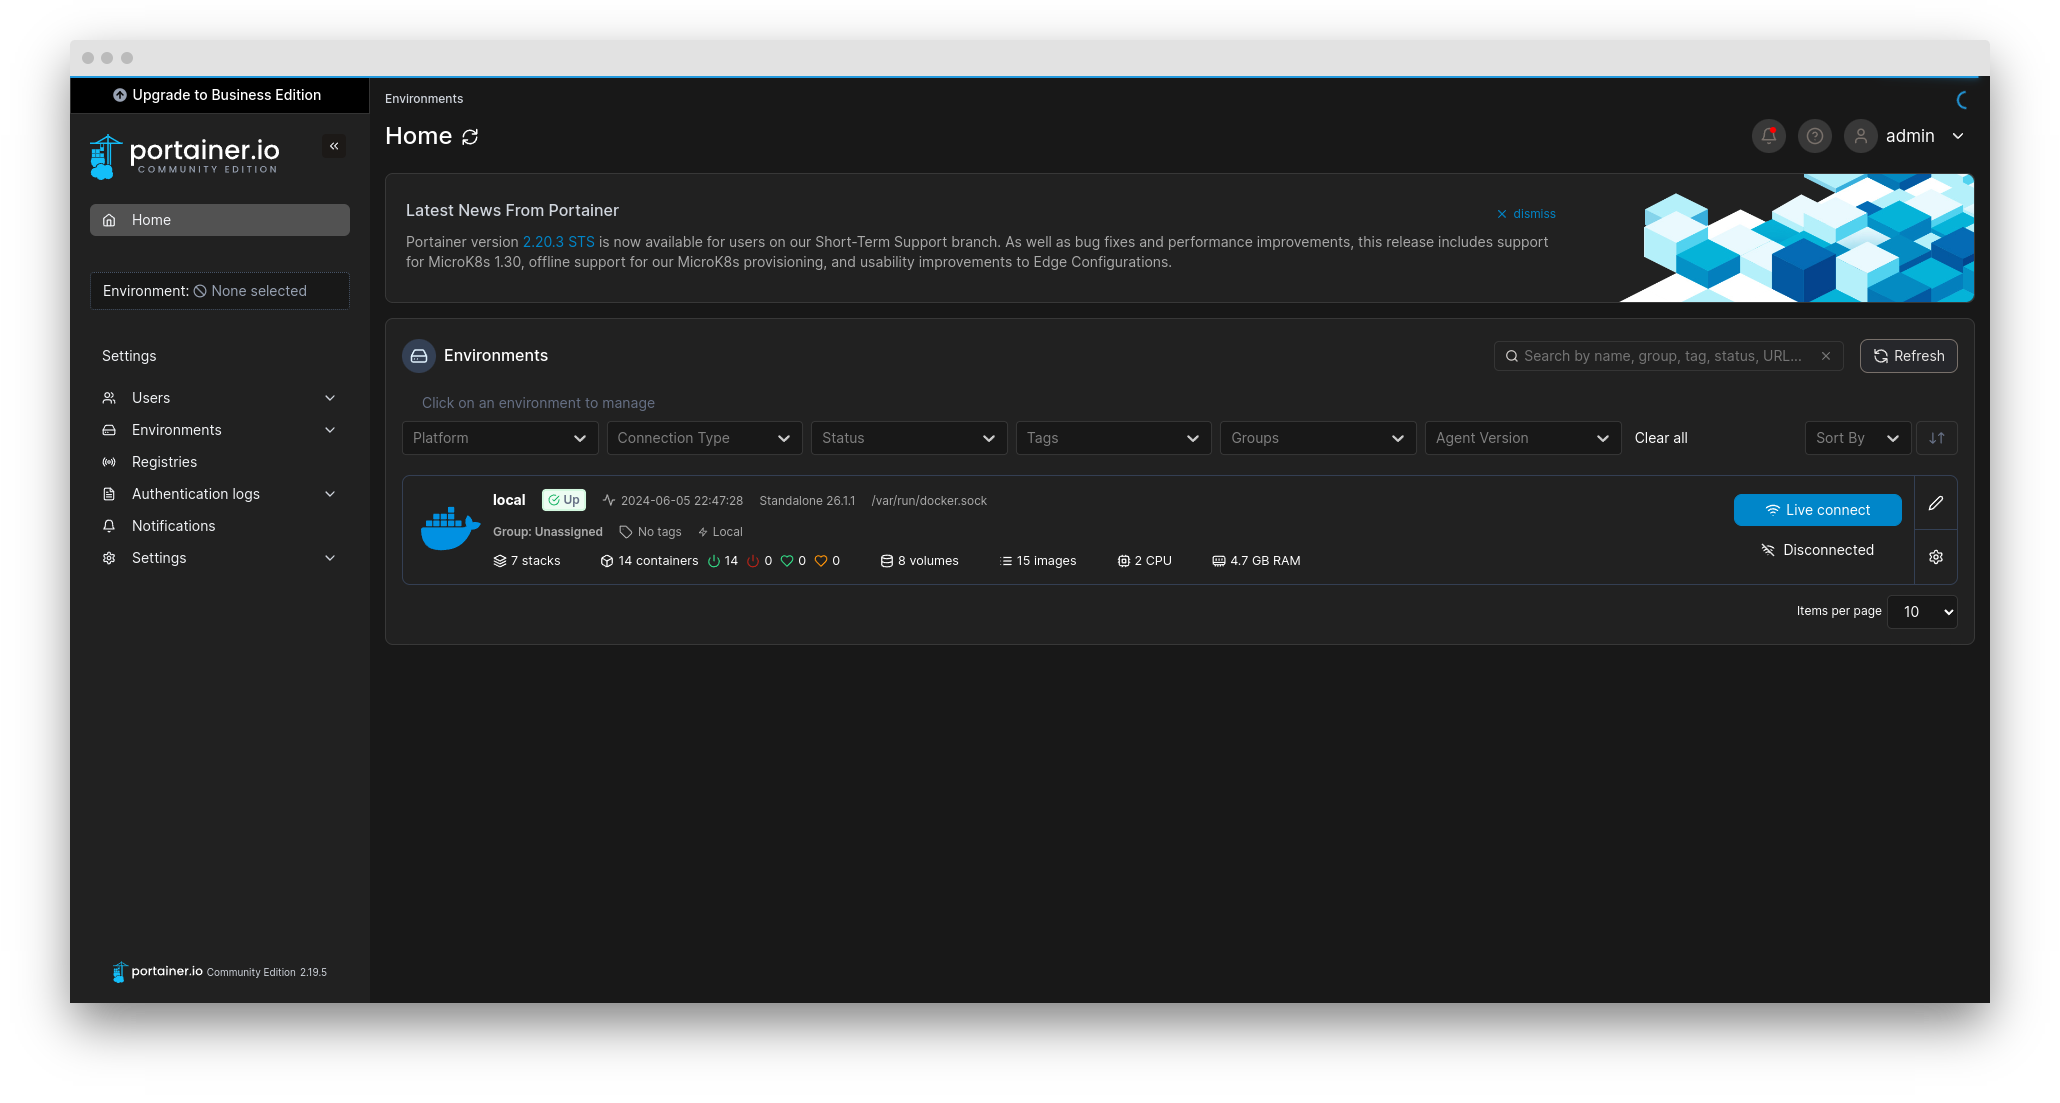 Upgrade to Business Edition
Environments
Home
admin
portainer.io
COMMUNITY EDITION
Home
Environment: None selected
Settings
Users
Environments
Registries
Authentication logs
Notifications
Settings
Latest News From Portainer
dismiss
Portainer version 2.20.3 STS is now available for users on our Short-Term Support branch. As well as bug fixes and performance improvements, this release includes support
for MicroK8s 1.30, offline support for our MicroK8s provisioning, and usability improvements to Edge Configurations.
Environments
Search by name, group, tag, status, URL...
Refresh
Click on an environment to manage
Platform
Connection Type
Status
Tags
Groups
Agent Version
Clear all
Sort By
local Up 2024-06-05 22:47:28 Standalone 26.1.1 /var/run/docker.sock
Group: Unassigned No tags Local
7 stacks 14 containers 14 0 0 0 8 volumes 15 images 2 CPU 4.7 GB RAM
Live connect
Disconnected
Items per page 10
portainer.io Community Edition 2.19.5